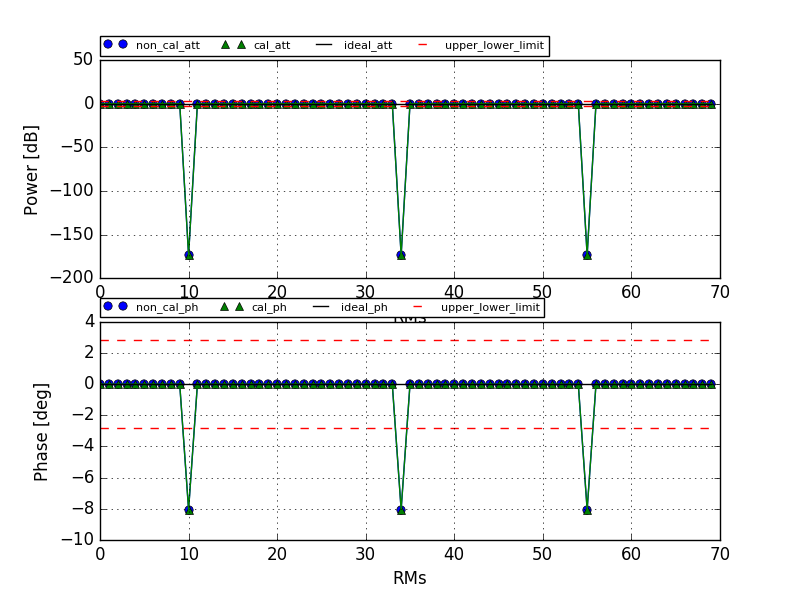 non_cal_att cal_att ideal_att upper_lower_limit
50
0
−50
−100
−150
−200
Power [dB]
0 10 20 30 40 50 60 70
RMs
non_cal_ph cal_ph ideal_ph upper_lower_limit
4
2
0
−2
−4
−6
−8
−10
Phase [deg]
0 10 20 30 40 50 60 70
RMs